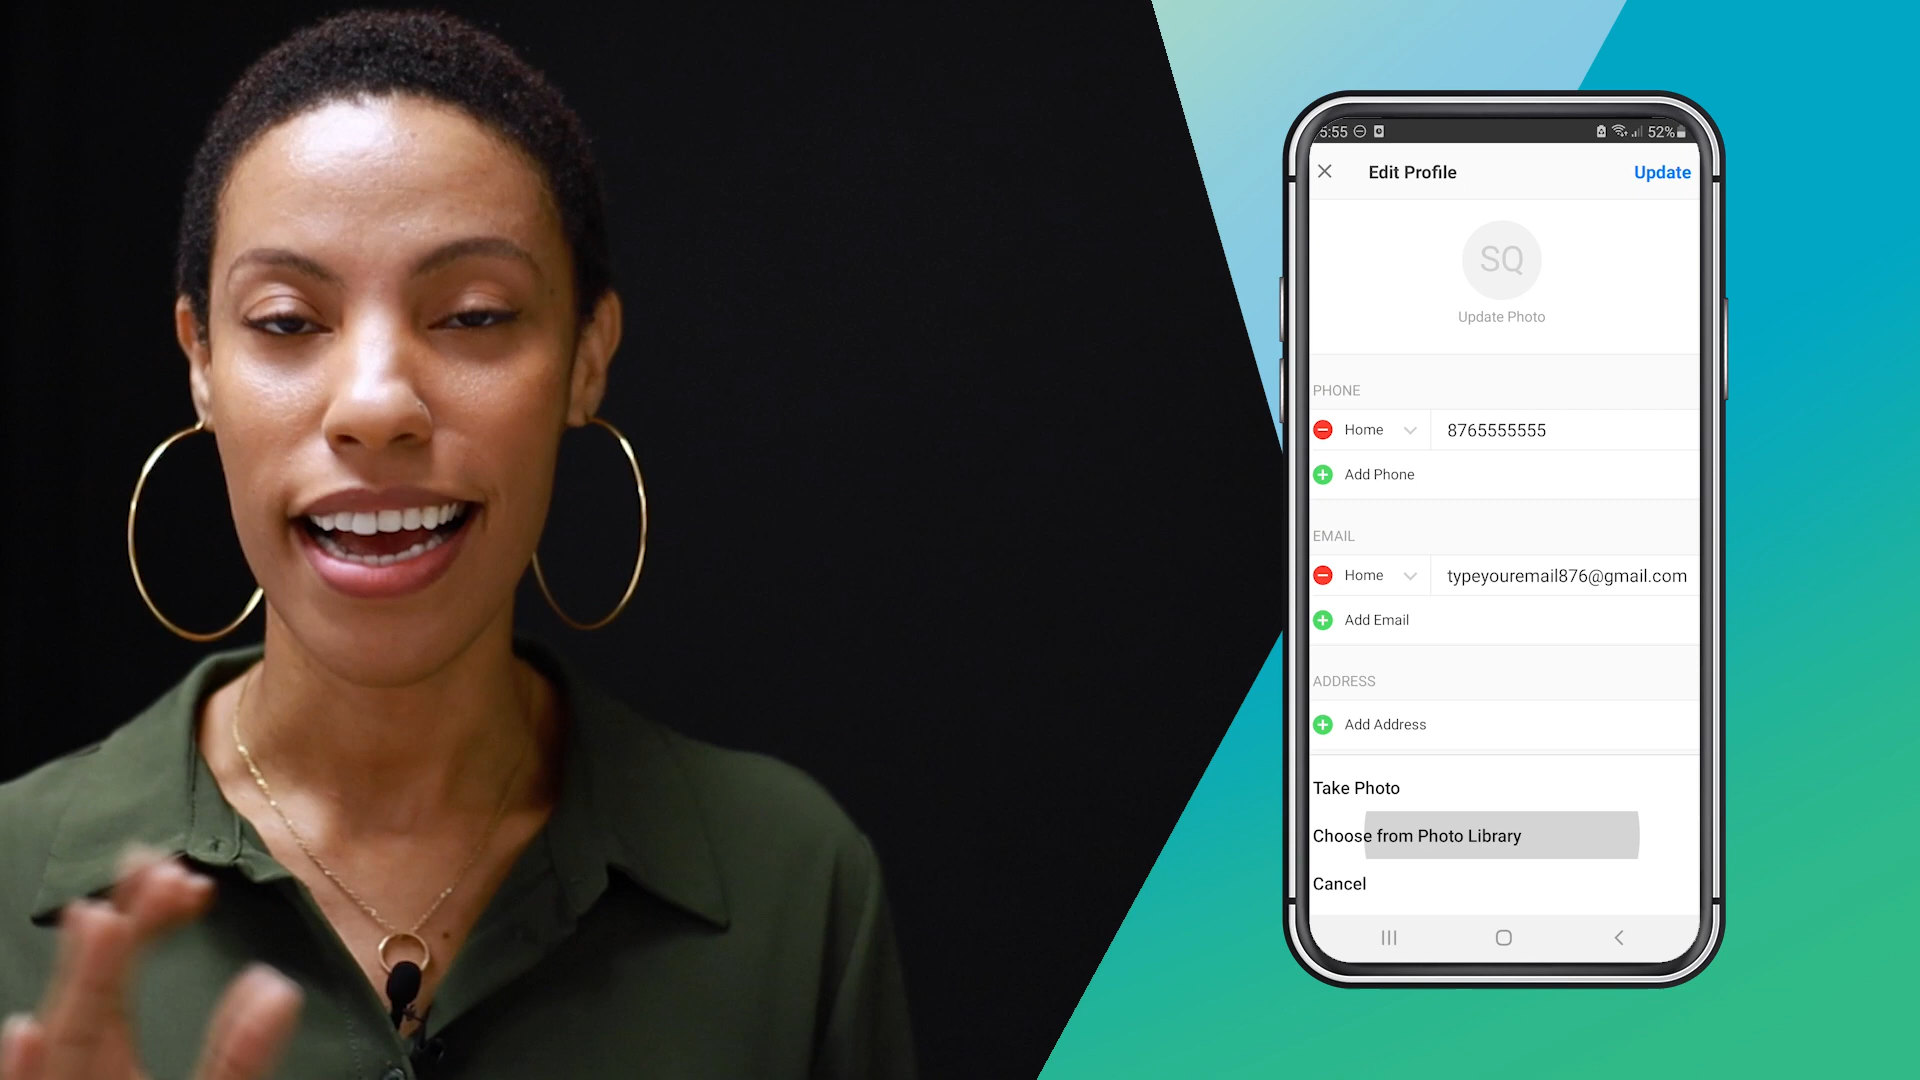 5:55 52%
Edit Profile Update
SQ
Update Photo
PHONE
Home 8765555555
Add Phone
EMAIL
Home typeyouremail876@gmail.com
Add Email
ADDRESS
Add Address
Take Photo
Choose from Photo Library
Cancel